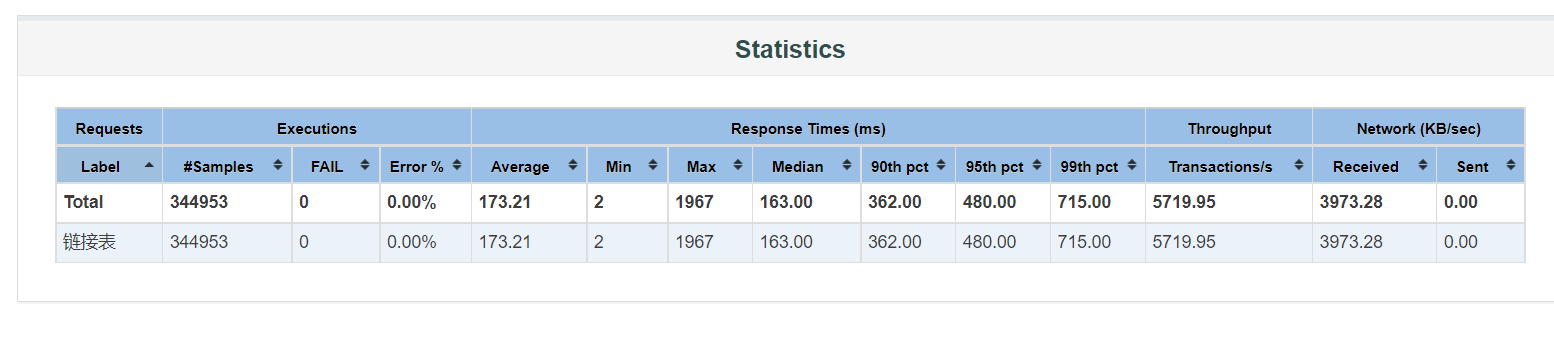 Statistics
Requests Executions Response Times (ms) Throughput Network (KB/sec)
Label #Samples FAIL Error % Average Min Max Median 90th pct 95th pct 99th pct Transactions/s Received Sent
Total 344953 0 0.00% 173.21 2 1967 163.00 362.00 480.00 715.00 5719.95 3973.28 0.00
链接表 344953 0 0.00% 173.21 2 1967 163.00 362.00 480.00 715.00 5719.95 3973.28 0.00